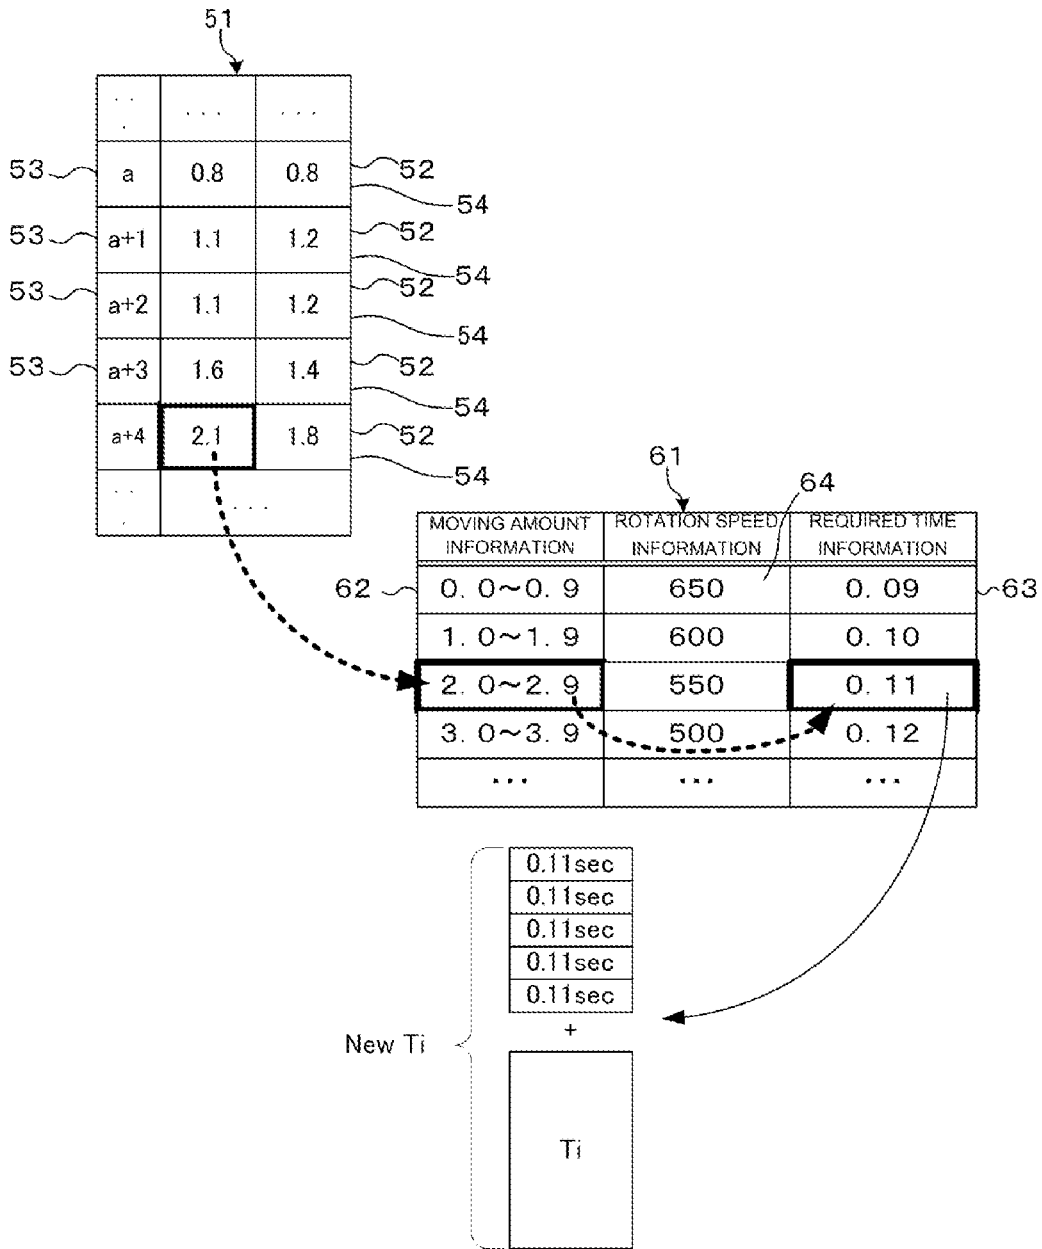 51
. . . . . . . . .
53 a 0.8 0.8 52
54
53 a+1 1.1 1.2 52
54
53 a+2 1.1 1.2 52
54
53 a+3 1.6 1.4 52
54
a+4 2.1 1.8 52
54
. . . . . .
61
64
MOVING AMOUNT INFORMATION
ROTATION SPEED INFORMATION
REQUIRED TIME INFORMATION
62 0. 0~0. 9 650 0. 09 63
1. 0~1. 9 600 0. 10
2. 0~2. 9 550 0. 11
3. 0~3. 9 500 0. 12
... ... ...
0.11sec
0.11sec
0.11sec
0.11sec
0.11sec
+
New Ti
Ti